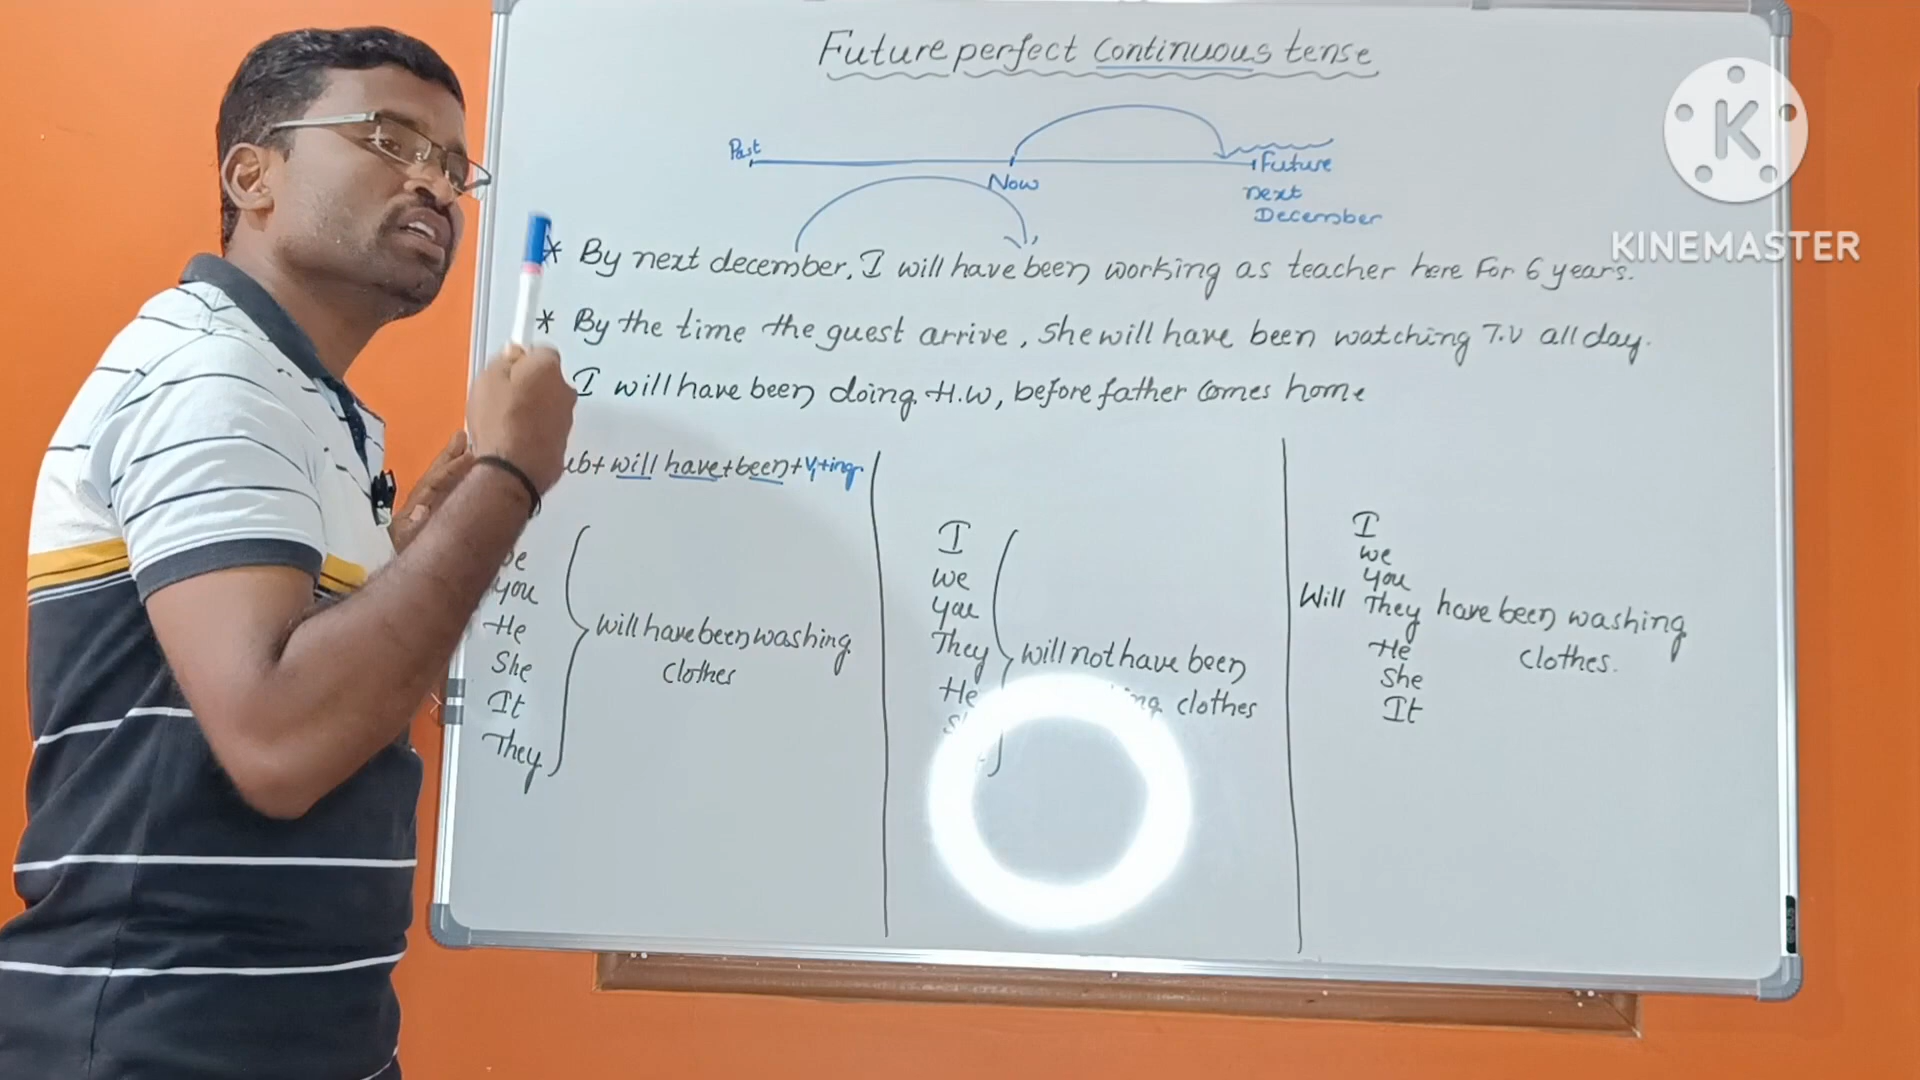 Future perfect continuous tense
Past
Now
Future
next
December
K
KINEMASTER
* By next december, I will have been working as teacher here For 6 years.
* By the time the guest arrive, She will have been watching T.V all day.
I will have been doing H.W, before father comes home
ub+ will have+been+V1+ing.
you
He
She
It
They
will have been washing
clothes
I
we
you
They
He
will not have been
clothes
I
we
you
Will They have been washing
He clothes.
She
It